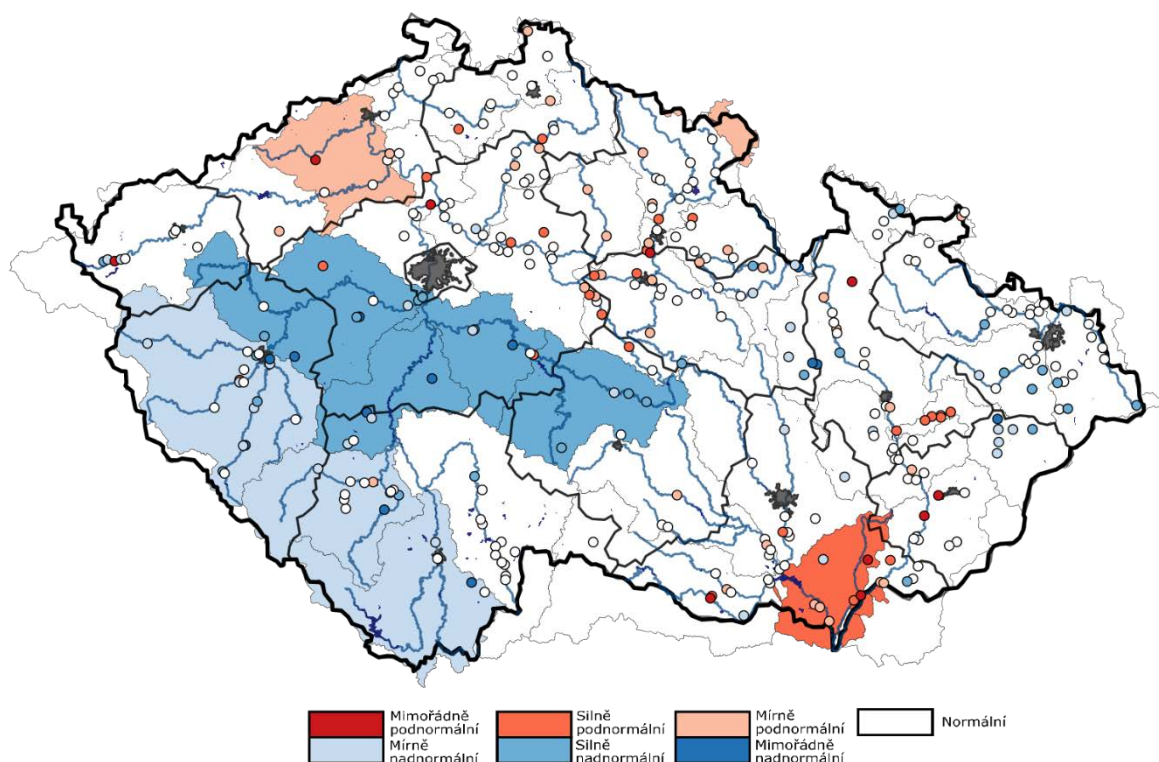 Mimořádně
podnormální
Silně
podnormální
Mírně
podnormální
Normální
Mírně
nadnormální
Silně
nadnormální
Mimořádně
nadnormální